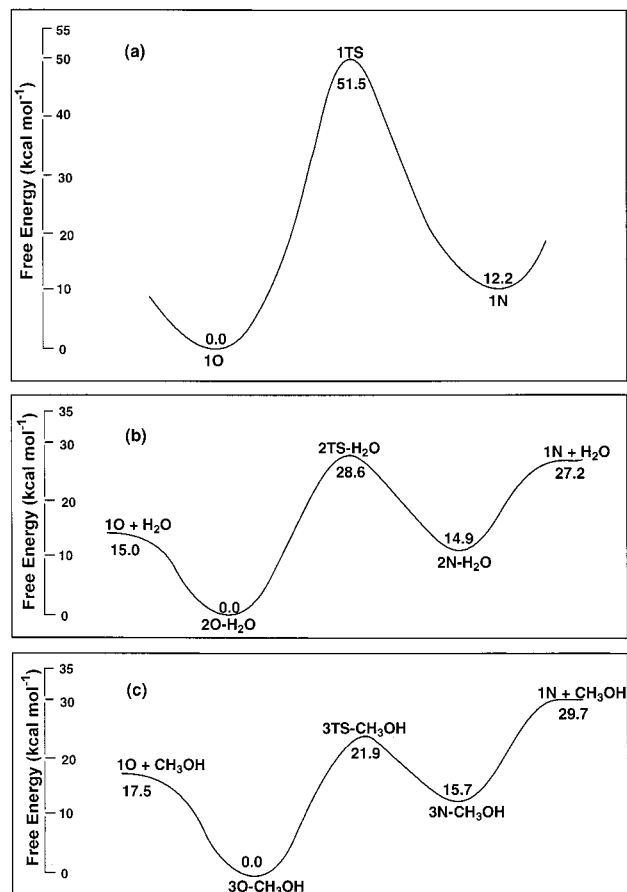 55
50
40
30
20
10
0
Free Energy (kcal mol⁻¹)
(a)
1TS
51.5
0.0
1O
12.2
1N
35
30
20
10
0
Free Energy (kcal mol⁻¹)
(b)
1O + H₂O
15.0
0.0
2O-H₂O
2TS-H₂O
28.6
14.9
2N-H₂O
1N + H₂O
27.2
35
30
20
10
0
Free Energy (kcal mol⁻¹)
(c)
1O + CH₃OH
17.5
0.0
3O-CH₃OH
3TS-CH₃OH
21.9
15.7
3N-CH₃OH
1N + CH₃OH
29.7